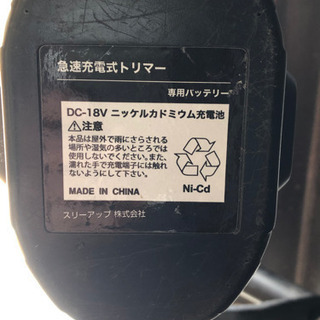 急速充電式トリマー
専用バッテリー
DC-18V ニッケルカドミウム充電池
⚠注意
本品は屋外で雨にさらされる
場所や湿気の多いところでは
使用しないでください。また、
濡れた手で充電端子には触れ
ないようにして下さい。
MADE IN CHINA
Ni-Cd
スリーアップ 株式会社